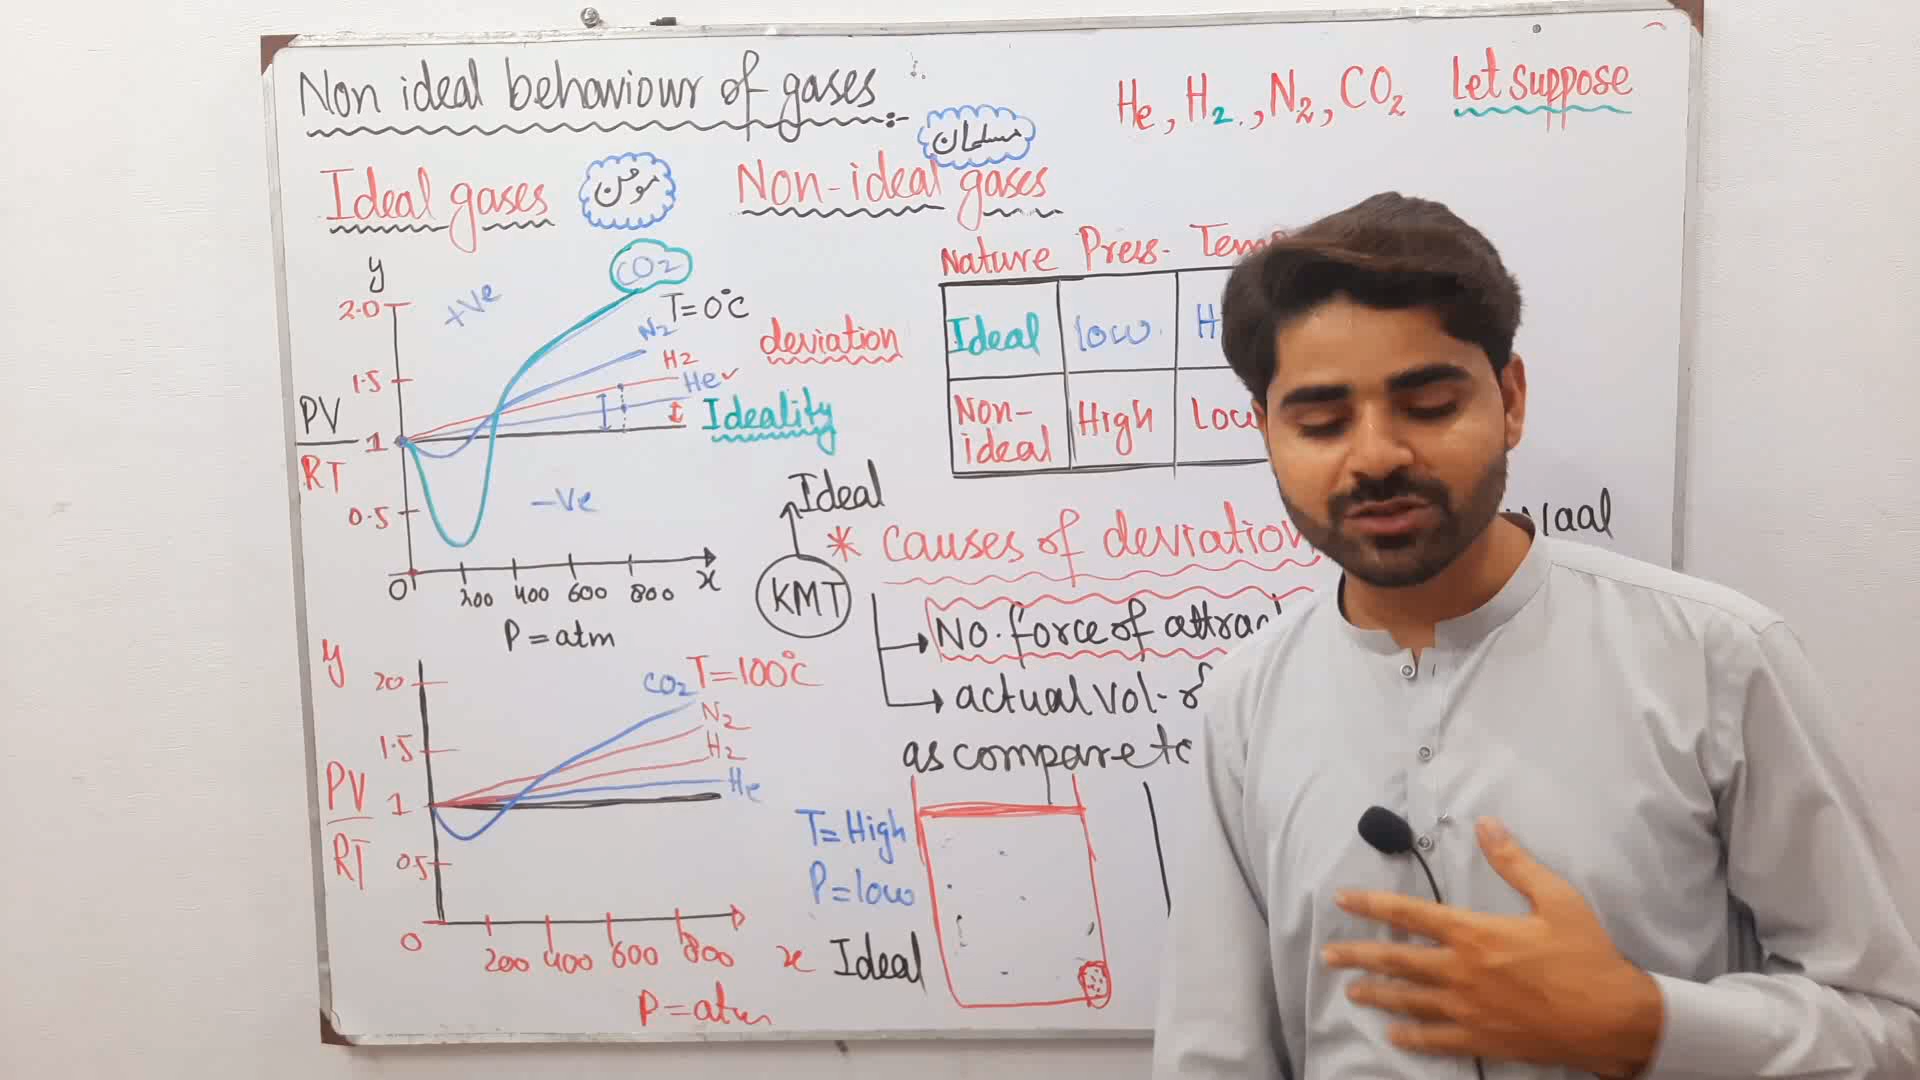 Non ideal behaviour of gases :-
He, H2, N2, CO2 Let suppose
Ideal gases مومن Non-ideal gases مسلمان
y
2.0
1.5
PV
RT
1
0.5
0
200 400 600 800 x
P = atm
+Ve
-Ve
CO2
T=0°C
N2
H2
He
deviation
Ideality
Nature Press.
Ideal low. H
Non-ideal High Low
Ideal
KMT
* Causes of deviation
waal
No. force of
actual vol.
as compare to
y
20
1.5
PV
RT
1
0.5
0
200 400 600 800 x
P = atm
CO2 T=100°C
N2
H2
He
T= High
P= low
Ideal